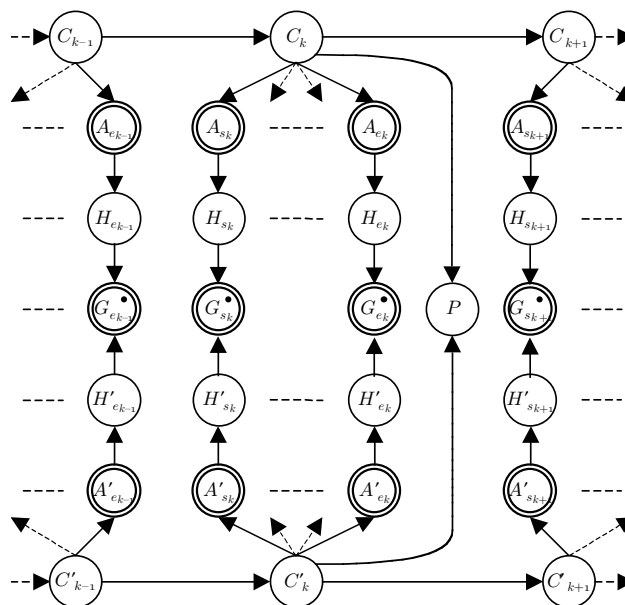 C_{k-1} C_k C_{k+1}
A_{e_{k-1}} A_{s_k} A_{e_k} A_{s_{k+1}}
H_{e_{k-1}} H_{s_k} H_{e_k} H_{s_{k+1}}
G_{e_{k-1}} G_{s_k} G_{e_k} P G_{s_{k+1}}
H'_{e_{k-1}} H'_{s_k} H'_{e_k} H'_{s_{k+1}}
A'_{e_{k-1}} A'_{s_k} A'_{e_k} A'_{s_{k+1}}
C'_{k-1} C'_k C'_{k+1}